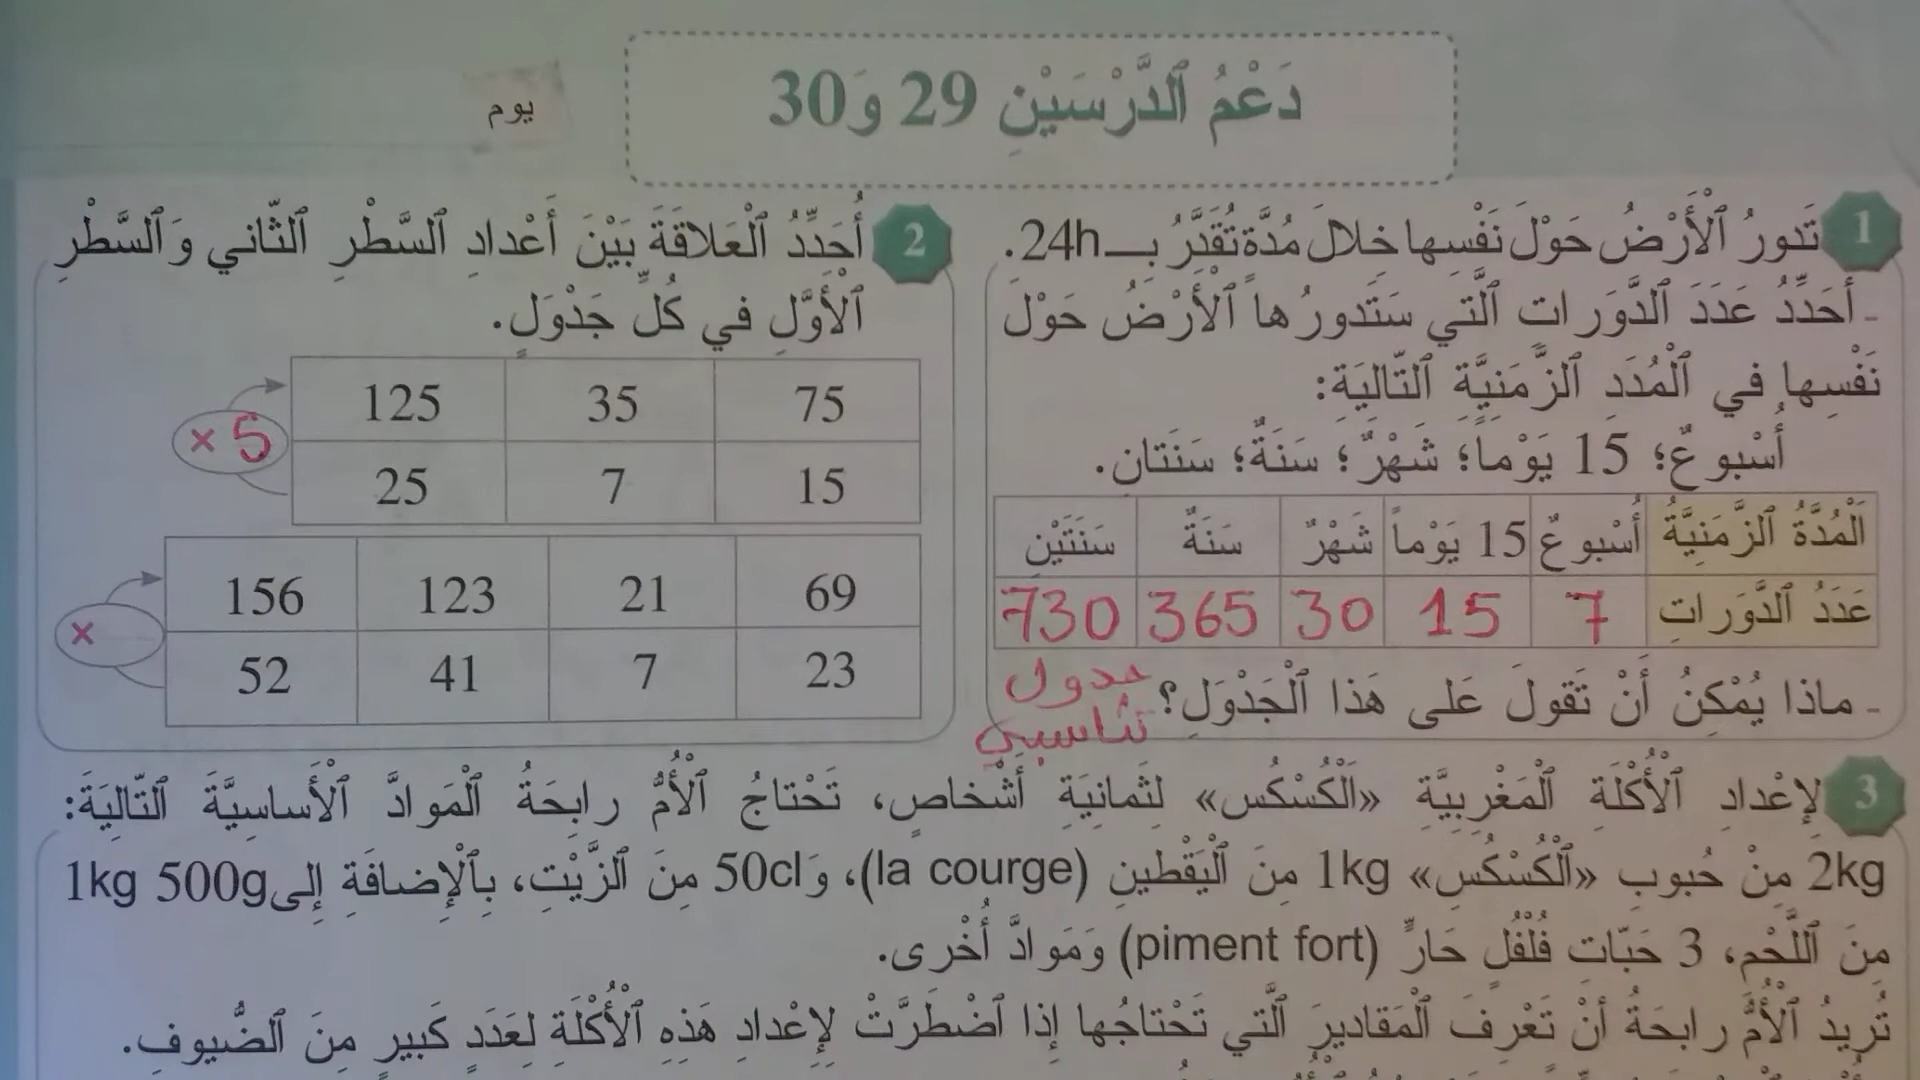 دَعْمُ ٱلدَّرْسَيْنِ 29 وَ30
يوم
1
تَدورُ ٱلْأَرْضُ حَوْلَ نَفْسِها خِلالَ مُدَّةٍ تُقَدَّرُ بـ 24h.
- أُحَدِّدُ عَدَدَ ٱلدَّوَراتِ ٱلَّتي سَتَدورُها ٱلْأَرْضُ حَوْلَ
نَفْسِها في ٱلْمُدَدِ ٱلزَّمَنِيَّةِ ٱلتّالِيَةِ:
أُسْبوعٌ؛ 15 يَوْماً؛ شَهْرٌ؛ سَنَةٌ؛ سَنَتانِ.
ٱلْمُدَّةُ ٱلزَّمَنِيَّةُ أُسْبوعٌ 15 يَوْماً شَهْرٌ سَنَةٌ سَنَتَيْنِ
عَدَدُ ٱلدَّوَراتِ 7 15 30 365 730
- ماذا يُمْكِنُ أَنْ تَقولَ عَلى هَذا ٱلْجَدْوَلِ؟ جدول
تناسبي
2
أُحَدِّدُ ٱلْعَلاقَةَ بَيْنَ أَعْدادِ ٱلسَّطْرِ ٱلثّاني وَٱلسَّطْرِ
ٱلْأَوَّلِ في كُلِّ جَدْوَلٍ.
125 35 75
× 5
25 7 15
156 123 21 69
×
52 41 7 23
3
لِإعْدادِ ٱلْأُكْلَةِ ٱلْمَغْرِبِيَّةِ «ٱلْكُسْكُس» لِثَمانِيَةِ أَشْخاصٍ، تَحْتاجُ ٱلْأُمُّ رابِحَةُ ٱلْمَوادَّ ٱلْأَساسِيَّةَ ٱلتّالِيَةَ:
2kg مِنْ حُبوبِ «ٱلْكُسْكُسِ» 1kg مِنَ ٱلْيَقْطينِ (la courge)، وَ50cl مِنَ ٱلزَّيْتِ، بِٱلْإِضافَةِ إِلى 1kg 500g
مِنَ ٱللَّحْمِ، 3 حَبّاتِ فُلْفُلٍ حَارٍّ (piment fort) وَمَوادَّ أُخْرى.
تُريدُ ٱلْأُمُّ رابِحَةُ أَنْ تَعْرِفَ ٱلْمَقاديرَ ٱلَّتي تَحْتاجُها إِذا ٱضْطَرَّتْ لِإعْدادِ هَذِهِ ٱلْأُكْلَةِ لِعَدَدٍ كَبيرٍ مِنَ ٱلضُّيوفِ.